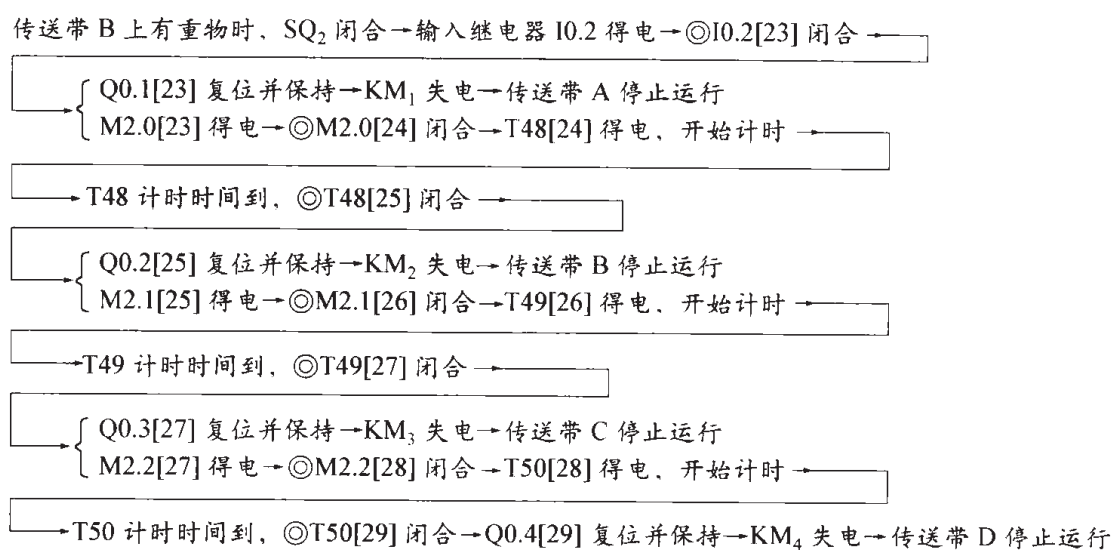 传送带 B 上有重物时、SQ₂ 闭合→输入继电器 I0.2 得电→◎I0.2[23] 闭合→
Q0.1[23] 复位并保持→KM₁ 失电→传送带 A 停止运行
M2.0[23] 得电→◎M2.0[24] 闭合→T48[24] 得电、开始计时→
→T48 计时时间到、◎T48[25] 闭合→
Q0.2[25] 复位并保持→KM₂ 失电→传送带 B 停止运行
M2.1[25] 得电→◎M2.1[26] 闭合→T49[26] 得电、开始计时→
→T49 计时时间到、◎T49[27] 闭合→
Q0.3[27] 复位并保持→KM₃ 失电→传送带 C 停止运行
M2.2[27] 得电→◎M2.2[28] 闭合→T50[28] 得电、开始计时→
→T50 计时时间到、◎T50[29] 闭合→Q0.4[29] 复位并保持→KM₄ 失电→传送带 D 停止运行